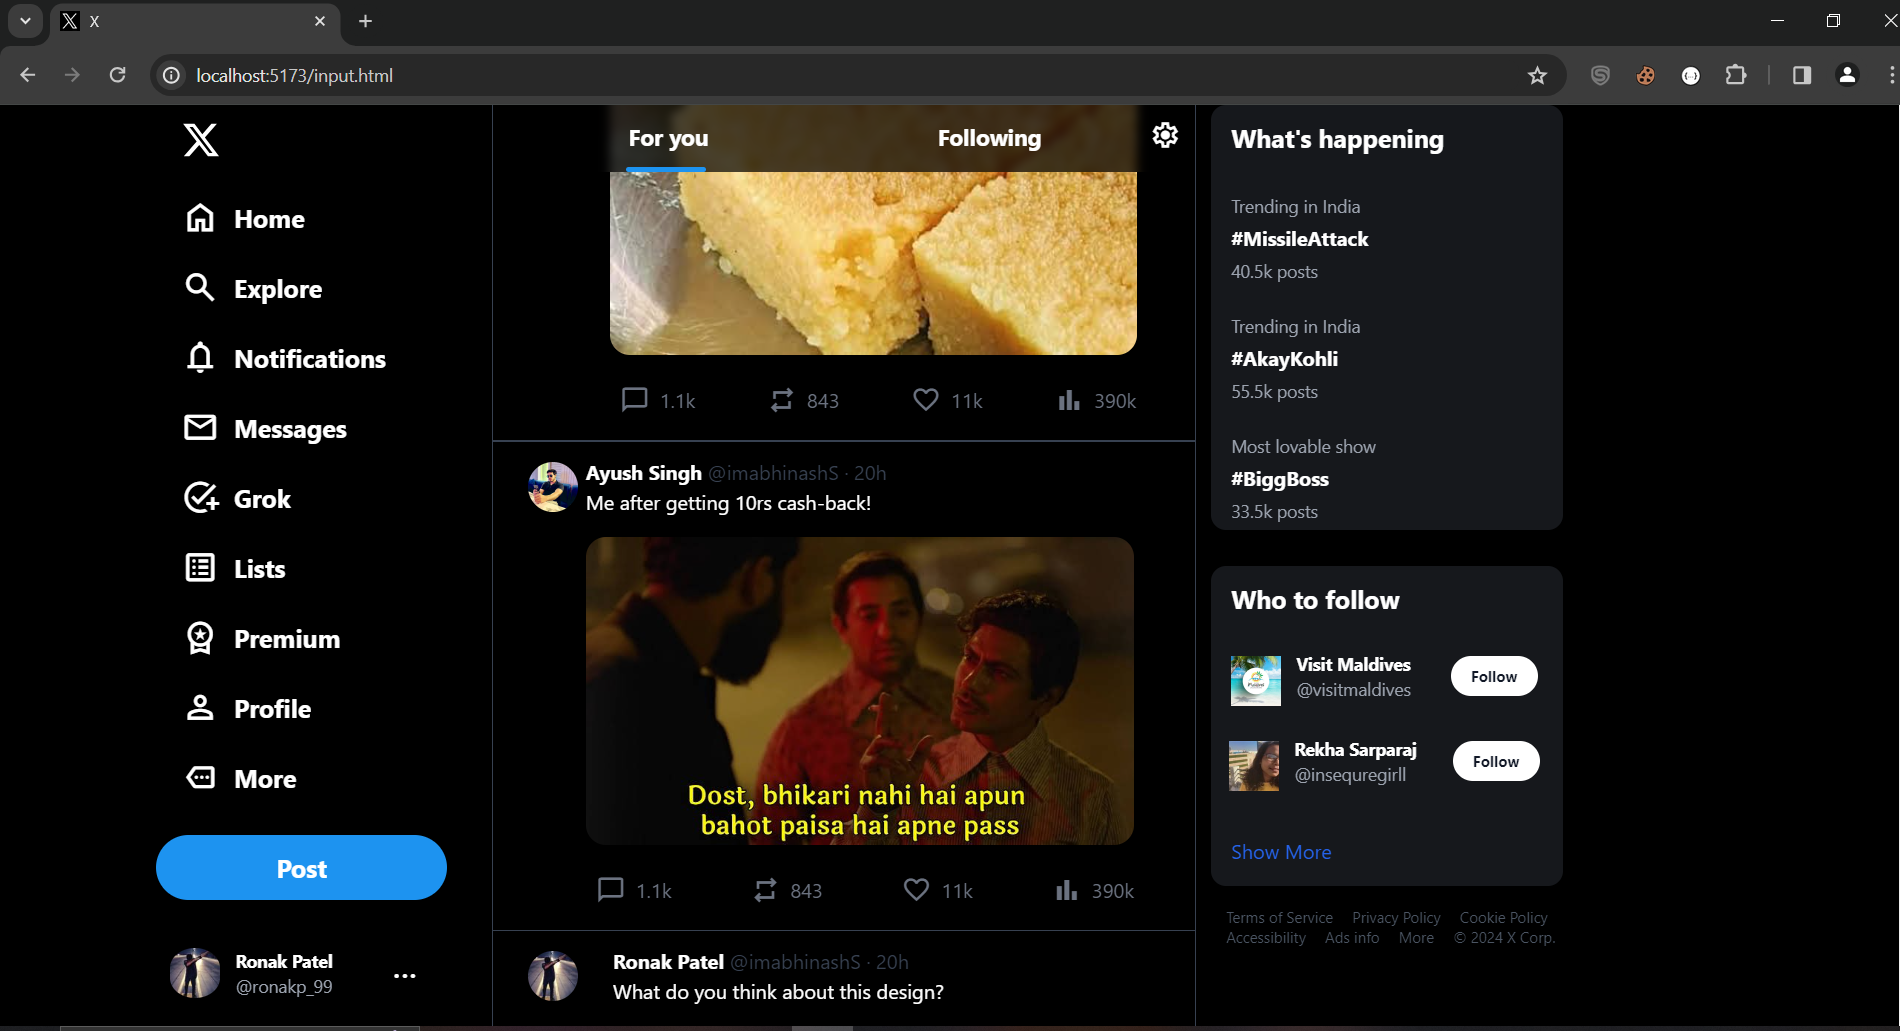 X
localhost:5173/input.html
Home
Explore
Notifications
Messages
Grok
Lists
Premium
Profile
More
Post
Ronak Patel
@ronakp_99
For you Following
1.1k 843 11k 390k
Ayush Singh @imabhinashS · 20h
Me after getting 10rs cash-back!
Dost, bhikari nahi hai apun
bahot paisa hai apne pass
1.1k 843 11k 390k
Ronak Patel @imabhinashS · 20h
What do you think about this design?
What's happening
Trending in India
#MissileAttack
40.5k posts
Trending in India
#AkayKohli
55.5k posts
Most lovable show
#BiggBoss
33.5k posts
Who to follow
Visit Maldives
@visitmaldives
Follow
Rekha Sarparaj
@insequregirll
Follow
Show More
Terms of Service Privacy Policy Cookie Policy
Accessibility Ads info More © 2024 X Corp.